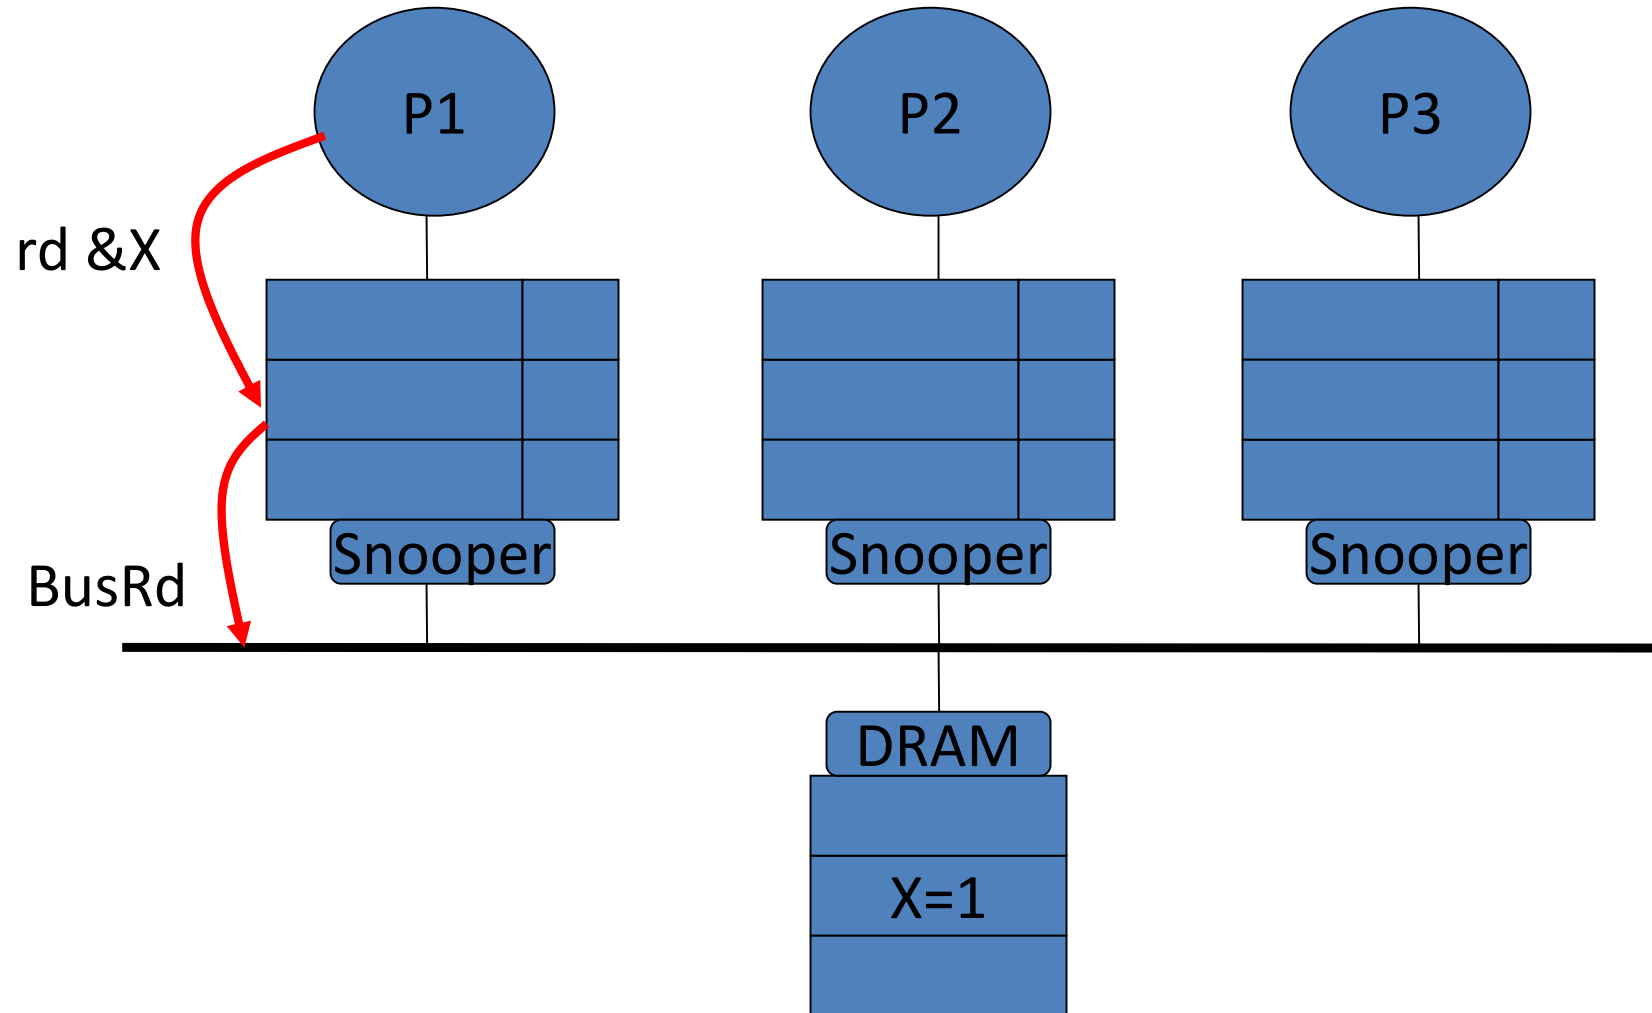 P1
P2
P3
rd &X
Snooper
Snooper
Snooper
BusRd
DRAM
X=1